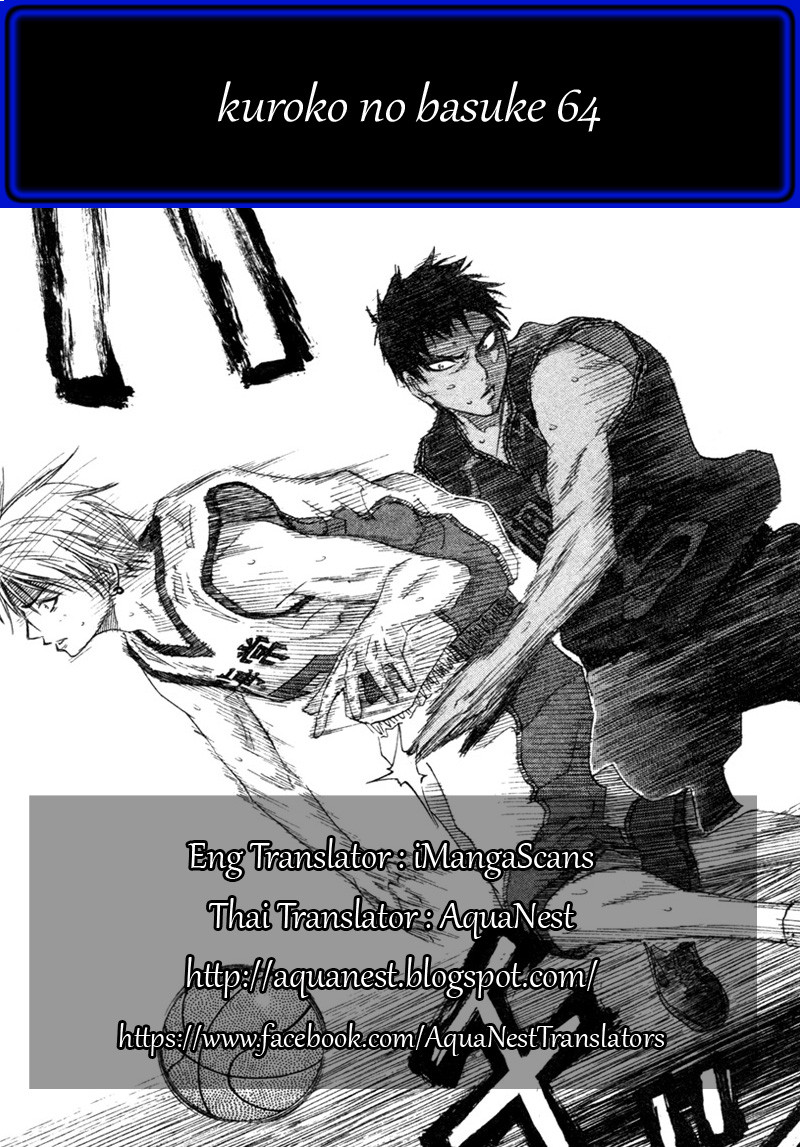 kuroko no basuke 64
Eng Translator : iMangaScans
Thai Translator : AquaNest
http://aquanest.blogspot.com/
https://www.facebook.com/AquaNestTranslators